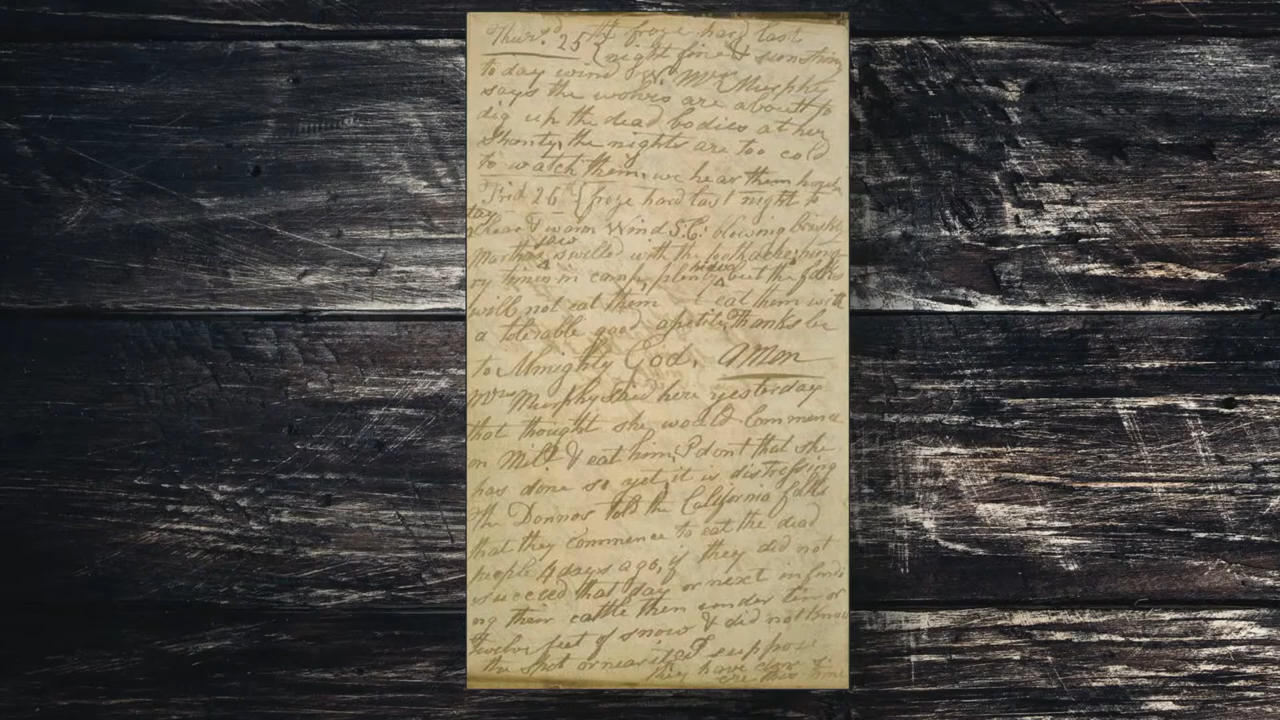 Thurs.d 25th { froze hard last
night fine & sunshiny
to day wind W. Mrs Murphy
says the wolves are about to
dig up the dead bodies at her
Shanty, the nights are too cold
to watch them, we hear them howl
Frid 26th { froze hard last night to
day
clear & warm Wind S.E: blowing briskly
Marthas jaw swelled with the toothache; hung-
ry times in camp, plenty hides but the folks
will not eat them we eat them with
a tolerable good apetite. Thanks be
to Almighty God. Amen
Mrs Murphy said here yesterday
that thought she would Commence
on Milt & eat him, I dont that she
has done so yet, it is distressing
The Donnos told the California folks
that they commence to eat the dead
people 4 days ago, if they did not
succeed that day or next in findi
ng their cattle then under ten or
twelve feet of snow & did not know
the spot or near it, I suppose
they have done so ere this time